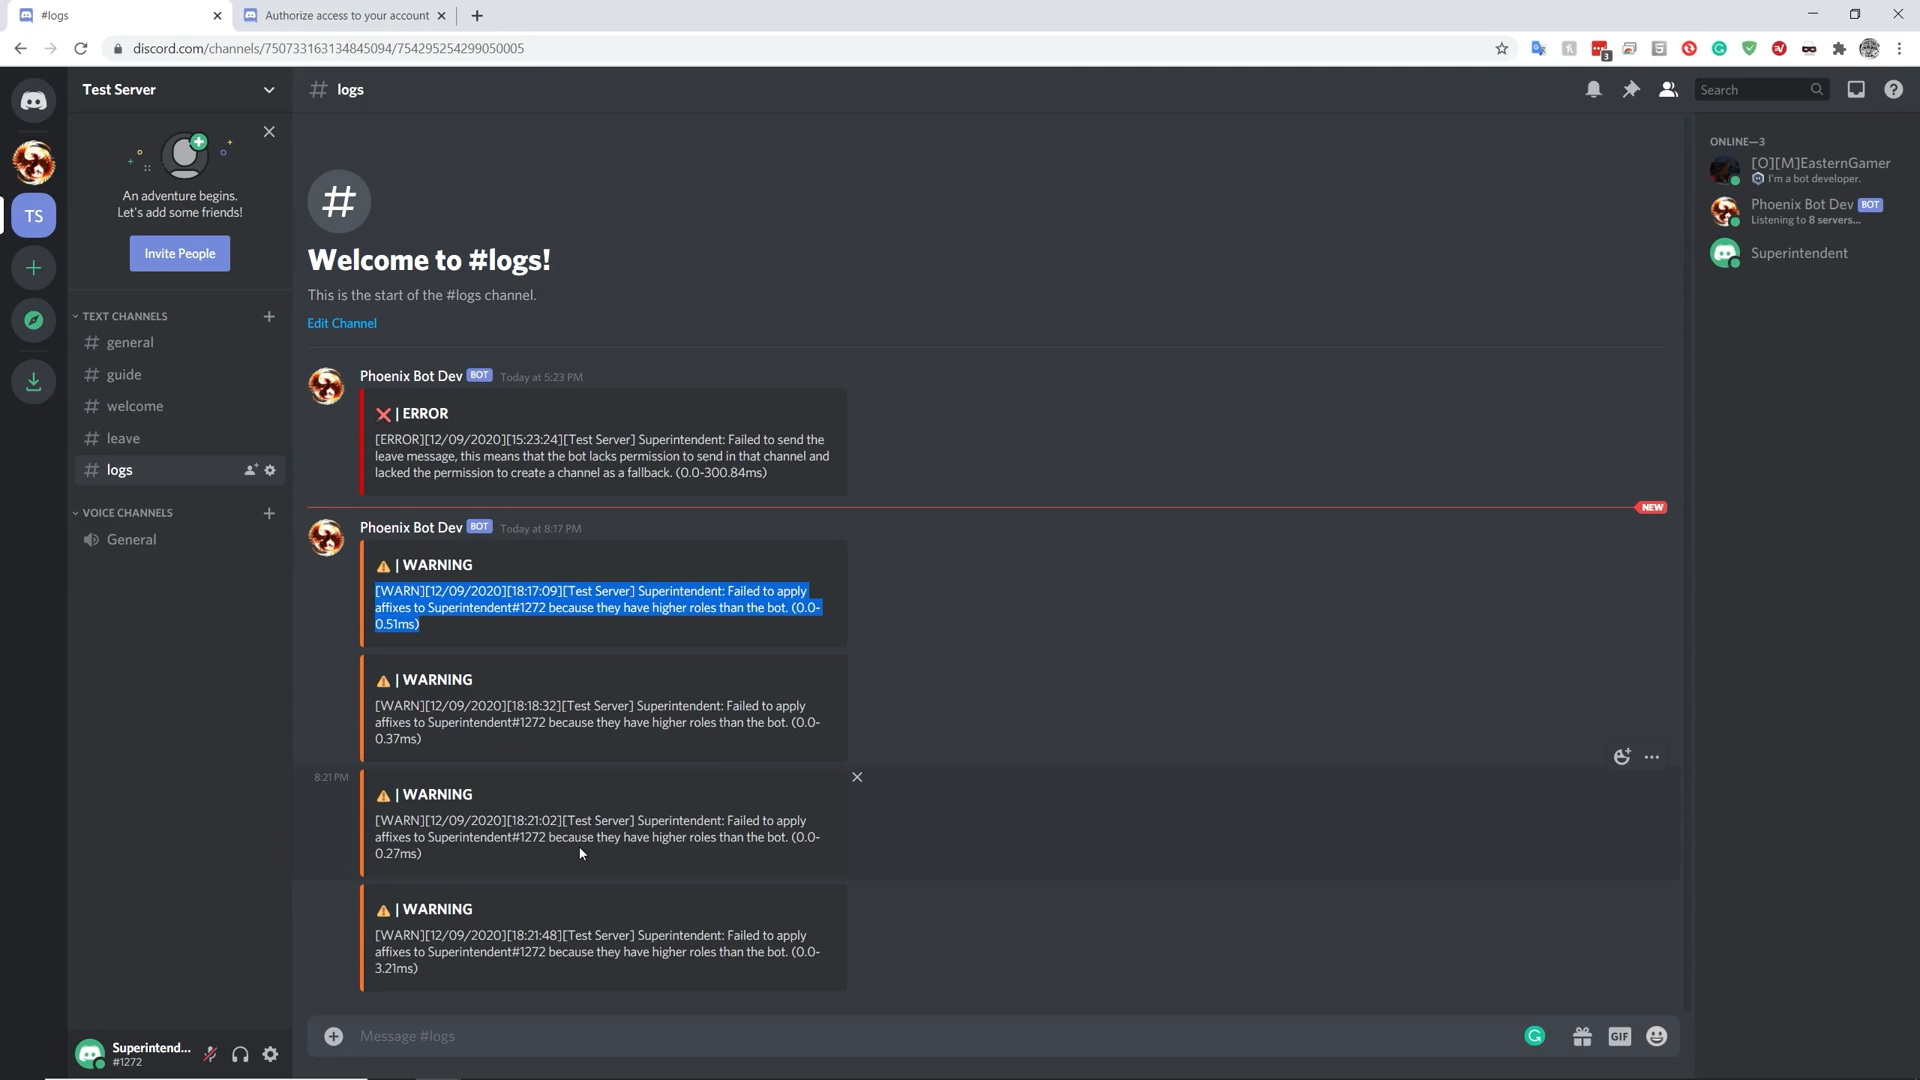 #logs
Authorize access to your account
discord.com/channels/750733163134845094/754295254299050005
3
Test Server
logs
Search
An adventure begins.
Let's add some friends!
Invite People
TS
TEXT CHANNELS
general
guide
welcome
leave
logs
VOICE CHANNELS
General
#
Welcome to #logs!
This is the start of the #logs channel.
Edit Channel
Phoenix Bot Dev BOT Today at 5:23 PM
❌ | ERROR
[ERROR][12/09/2020][15:23:24][Test Server] Superintendent: Failed to send the
leave message, this means that the bot lacks permission to send in that channel and
lacked the permission to create a channel as a fallback. (0.0-300.84ms)
NEW
Phoenix Bot Dev BOT Today at 8:17 PM
⚠ | WARNING
[WARN][12/09/2020][18:17:09][Test Server] Superintendent: Failed to apply
affixes to Superintendent#1272 because they have higher roles than the bot. (0.0-
0.51ms)
⚠ | WARNING
[WARN][12/09/2020][18:18:32][Test Server] Superintendent: Failed to apply
affixes to Superintendent#1272 because they have higher roles than the bot. (0.0-
0.37ms)
8:21 PM
⚠ | WARNING
[WARN][12/09/2020][18:21:02][Test Server] Superintendent: Failed to apply
affixes to Superintendent#1272 because they have higher roles than the bot. (0.0-
0.27ms)
⚠ | WARNING
[WARN][12/09/2020][18:21:48][Test Server] Superintendent: Failed to apply
affixes to Superintendent#1272 because they have higher roles than the bot. (0.0-
3.21ms)
Message #logs
GIF
Superintend...
#1272
ONLINE—3
[O][M]EasternGamer
I'm a bot developer.
Phoenix Bot Dev BOT
Listening to 8 servers...
Superintendent